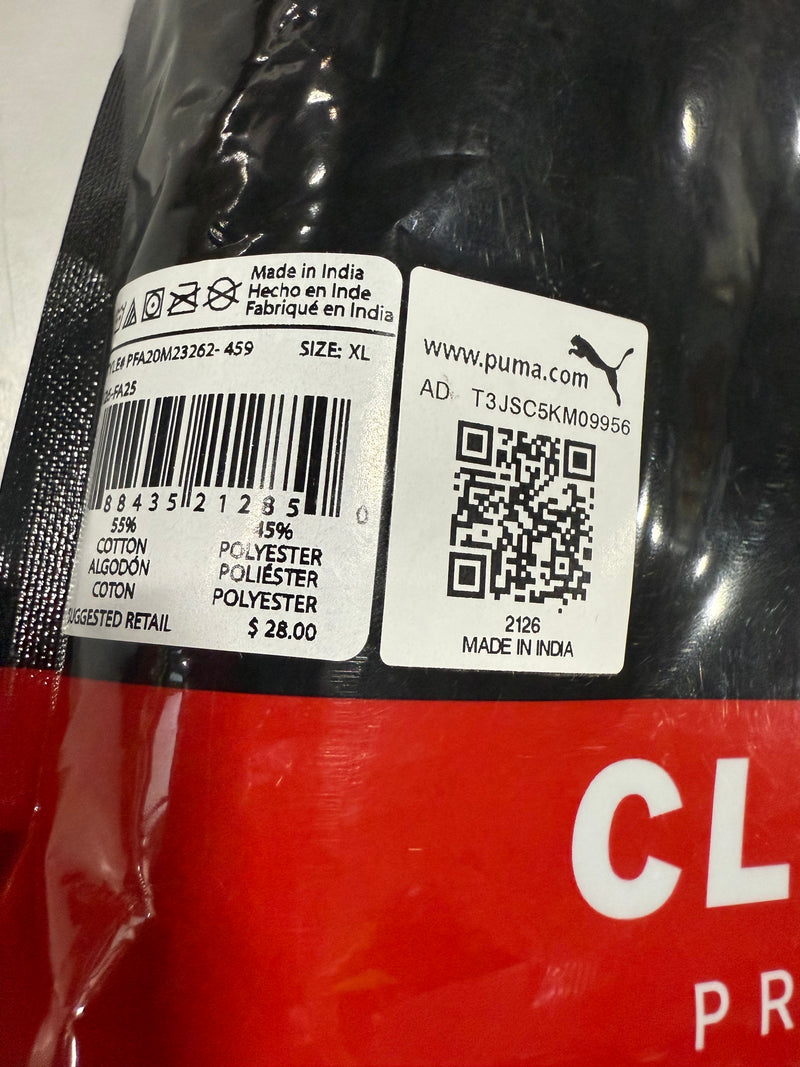 Made in India
Hecho en Inde
Fabriqué en India
PFA20M23262- 459
SIZE: XL
FA25
88435 21285 0
55%
COTTON
ALGODÓN
COTON
45%
POLYESTER
POLIÉSTER
POLYESTER
SUGGESTED RETAIL
$ 28.00
www.puma.com
AD T3JSC5KM09956
2126
MADE IN INDIA
CL
PR